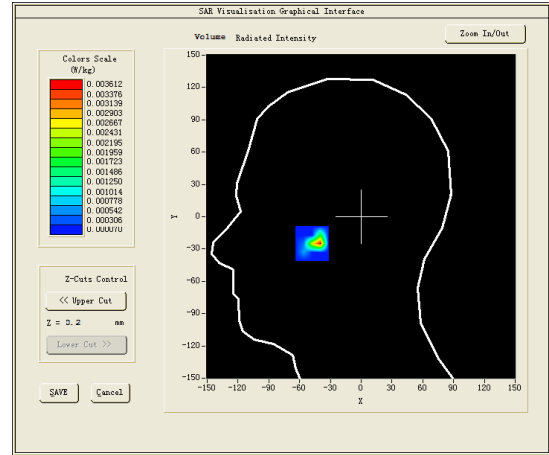 SAR Visualisation Graphical Interface
Volume Radiated Intensity
Zoom In/Out
Colors Scale
(W/kg)
0.003612
0.003376
0.003139
0.002903
0.002667
0.002431
0.002195
0.001959
0.001723
0.001486
0.001250
0.001014
0.000778
0.000542
0.000306
0.000070
Z-Cuts Control
<< Upper Cut
Z = 0.2 mm
Lower Cut >>
SAVE Cancel
150
120
90
60
30
0
-30
-60
-90
-120
-150
Y
-150 -120 -90 -60 -30 0 30 60 90 120 150
X